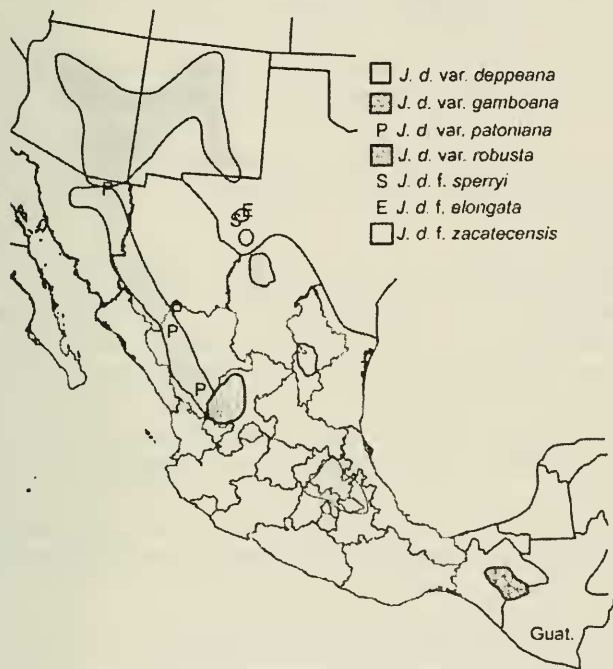 J. d. var. deppeana
J. d. var. gamboana
P J. d. var. patoniana
J. d. var. robusta
S J. d. f. sperryi
E J. d. f. elongata
J. d. f. zacatecensis
P
S E
P
P
Guat.